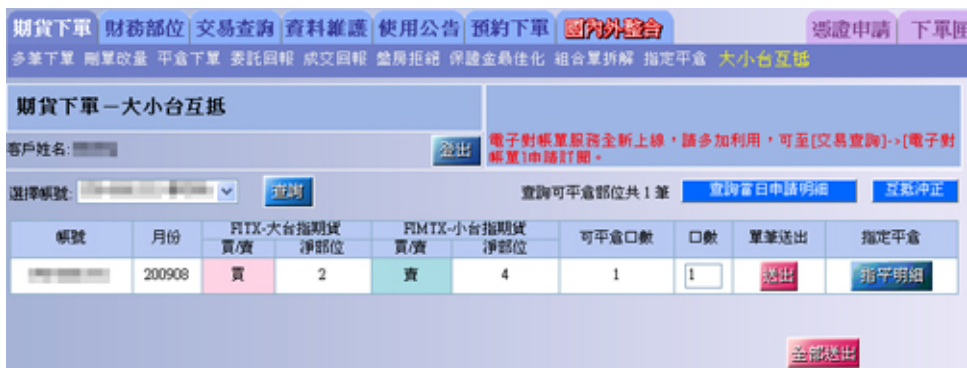 期貨下單 財務部位 交易查詢 資料維護 使用公告 預約下單 國內外整合 憑證申請 下單匣
多筆下單 刪單改量 平倉下單 委託回報 成交回報 盤房拒絕 保證金最佳化 組合單拆解 指定平倉 大小台互抵
期貨下單－大小台互抵
客戶姓名: 登出
電子對帳單服務全新上線，請多加利用，可至[交易查詢]->[電子對
帳單]申請訂閱。
選擇帳號: 查詢 查詢可平倉部位共1筆 查詢當日申請明細 互抵沖正
帳號 月份 FITX-大台指期貨 FIMTX-小台指期貨 可平倉口數 口數 單筆送出 指定平倉
買/賣 淨部位 買/賣 淨部位
200908 買 2 賣 4 1 1 送出 指平明細
全部送出